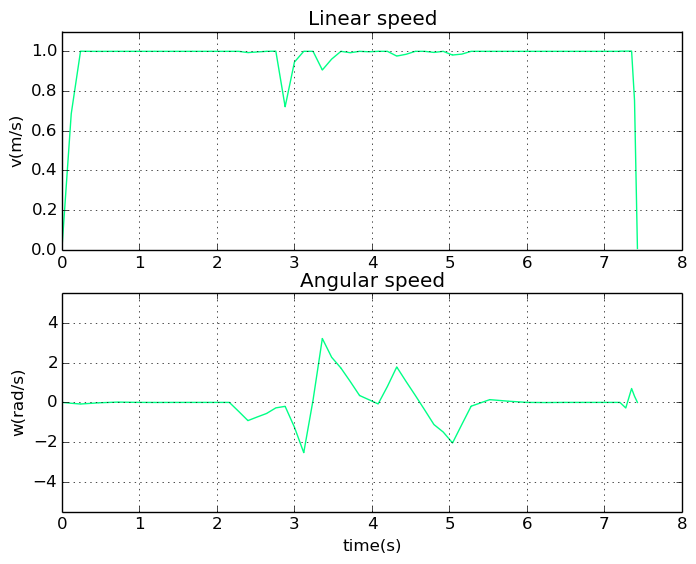 Linear speed
1.0
0.8
0.6
0.4
0.2
0.0
v(m/s)
0 1 2 3 4 5 6 7 8
Angular speed
4
2
0
−2
−4
w(rad/s)
0 1 2 3 4 5 6 7 8
time(s)